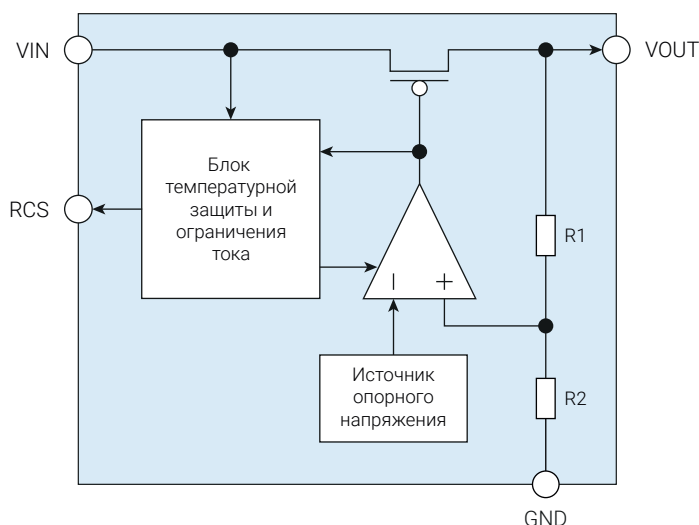 VIN
VOUT
Блок
температурной
защиты и
ограничения
тока
RCS
R1
− +
Источник
опорного
напряжения
R2
GND